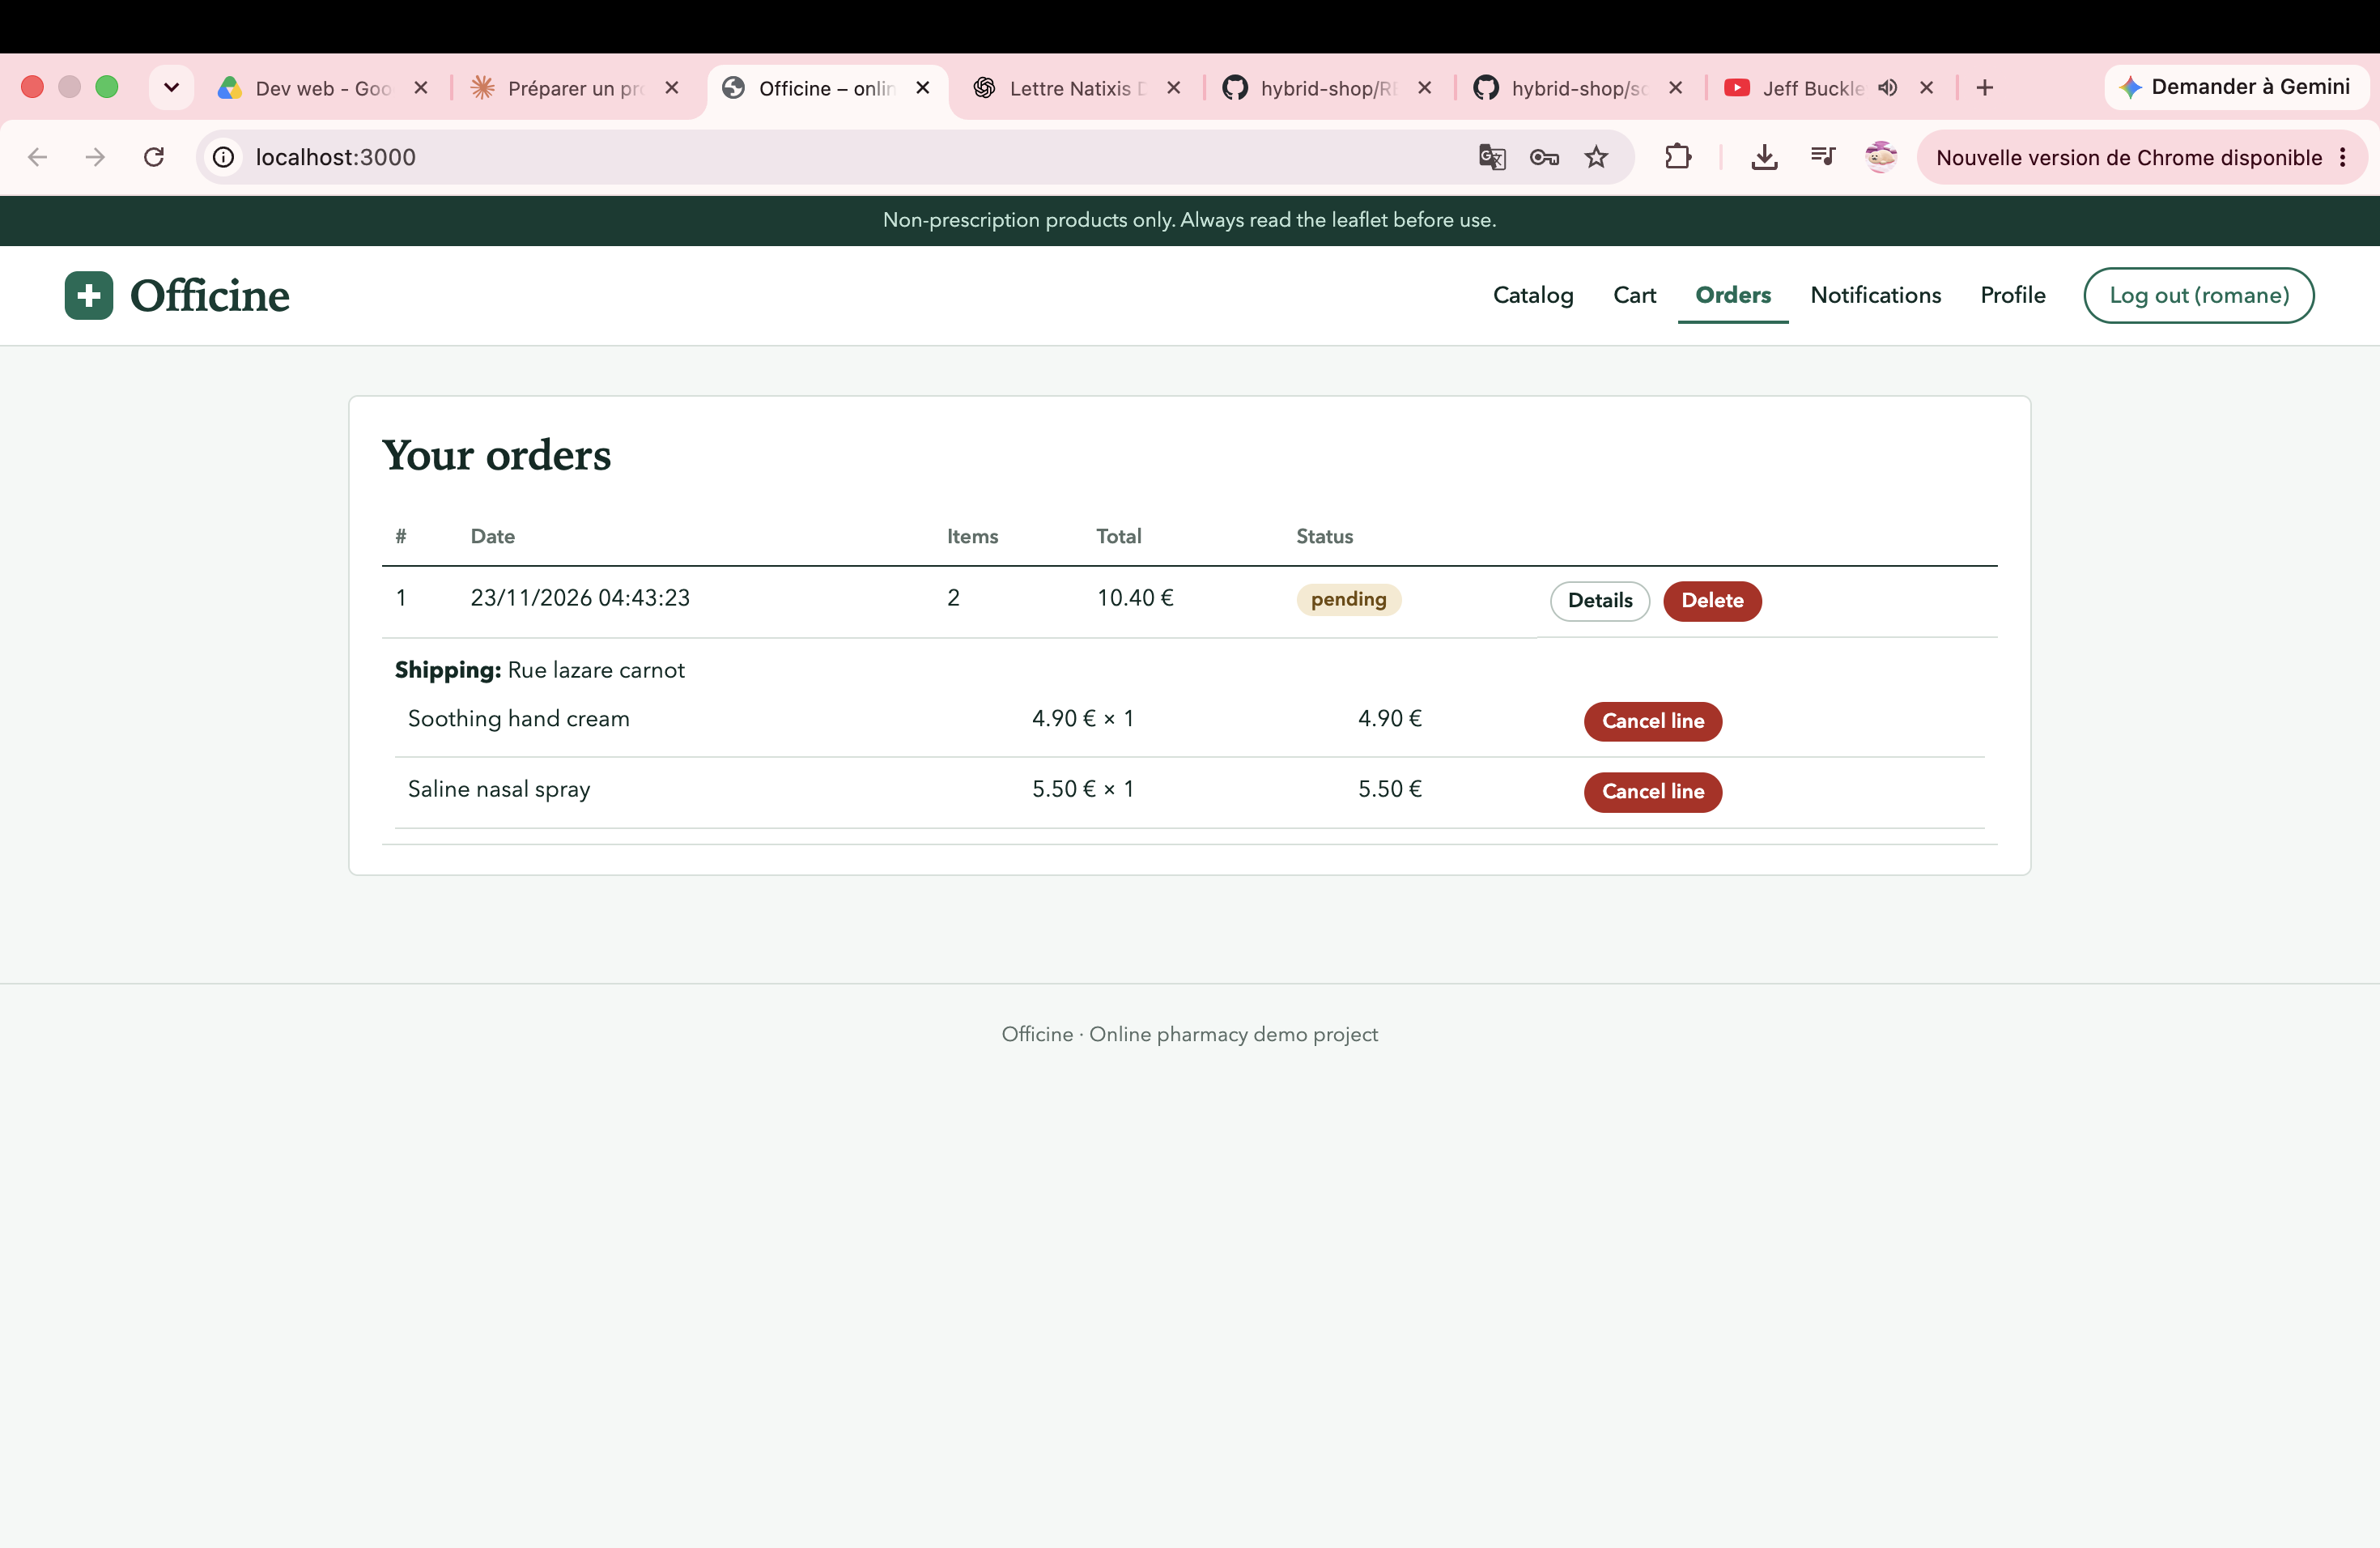 Dev web - Goo
Préparer un pr
Officine – onlin
Lettre Natixis D
hybrid-shop/RE
hybrid-shop/sc
Jeff Buckle
Demander à Gemini
localhost:3000
Nouvelle version de Chrome disponible
Non-prescription products only. Always read the leaflet before use.
Officine
Catalog Cart Orders Notifications Profile Log out (romane)
Your orders
# Date Items Total Status
1 23/11/2026 04:43:23 2 10.40 € pending Details Delete
Shipping: Rue lazare carnot
Soothing hand cream 4.90 € × 1 4.90 € Cancel line
Saline nasal spray 5.50 € × 1 5.50 € Cancel line
Officine · Online pharmacy demo project